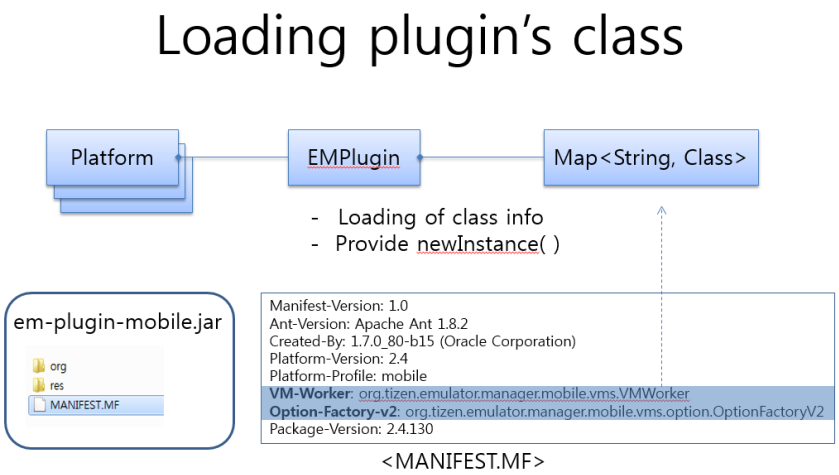 Loading plugin's class
Platform
EMPlugin
Map<String, Class>
- Loading of class info
- Provide newInstance( )
em-plugin-mobile.jar
org
res
MANIFEST.MF
Manifest-Version: 1.0
Ant-Version: Apache Ant 1.8.2
Created-By: 1.7.0_80-b15 (Oracle Corporation)
Platform-Version: 2.4
Platform-Profile: mobile
VM-Worker: org.tizen.emulator.manager.mobile.vms.VMWorker
Option-Factory-v2: org.tizen.emulator.manager.mobile.vms.option.OptionFactoryV2
Package-Version: 2.4.130
<MANIFEST.MF>